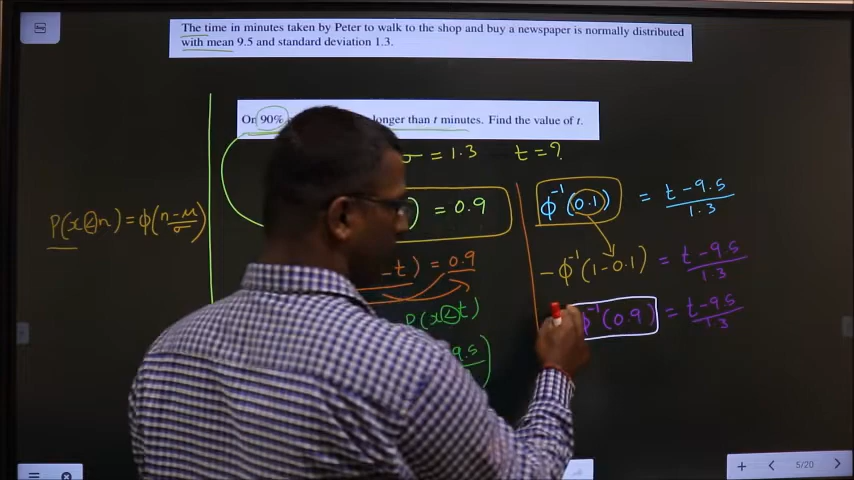 The time in minutes taken by Peter to walk to the shop and buy a newspaper is normally distributed
with mean 9.5 and standard deviation 1.3.
On 90% longer than t minutes. Find the value of t.
σ = 1.3 t = ?
) = 0.9
-t) = 0.9
P(x<t)
9.5
P(x<n) = ϕ(n-μ/σ)
ϕ⁻¹(0.1) = t-9.5/1.3
-ϕ⁻¹(1-0.1) = t-9.5/1.3
ϕ⁻¹(0.9) = t-9.5/1.3
5/20